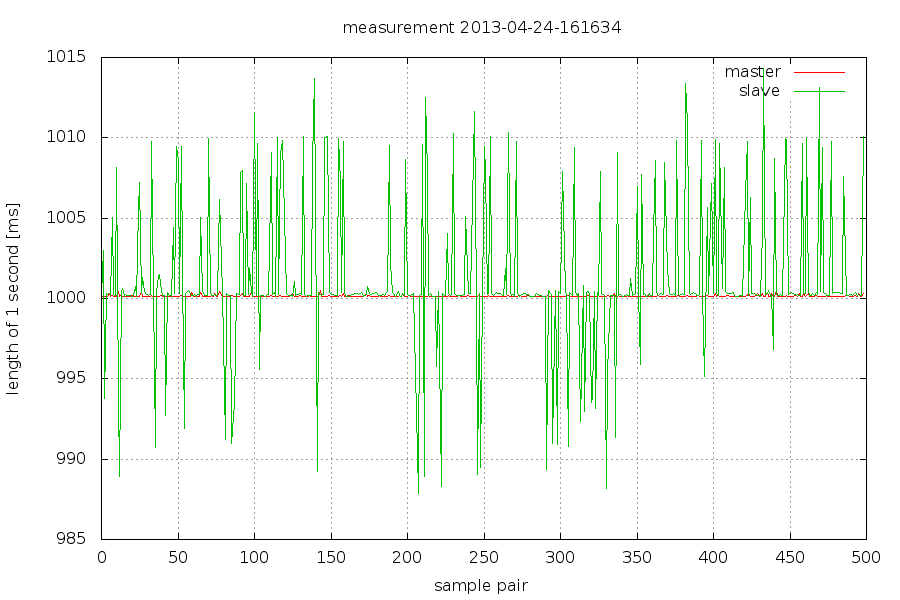 measurement 2013-04-24-161634
master
slave
1015
1010
1005
1000
995
990
985
length of 1 second [ms]
0 50 100 150 200 250 300 350 400 450 500
sample pair